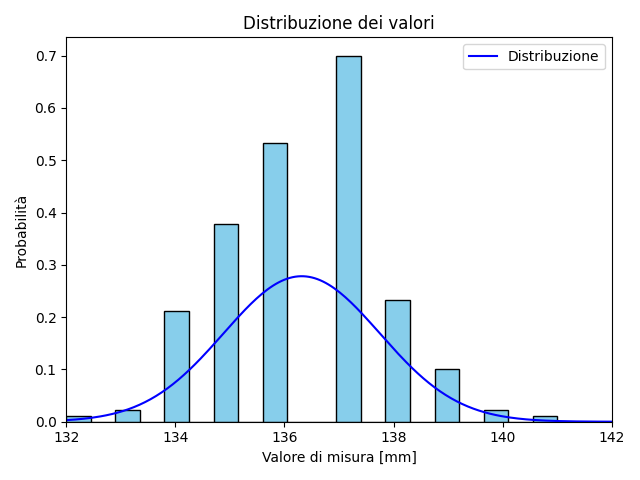 Distribuzione dei valori
Distribuzione
Probabilità
0.7
0.6
0.5
0.4
0.3
0.2
0.1
0.0
132 134 136 138 140 142
Valore di misura [mm]